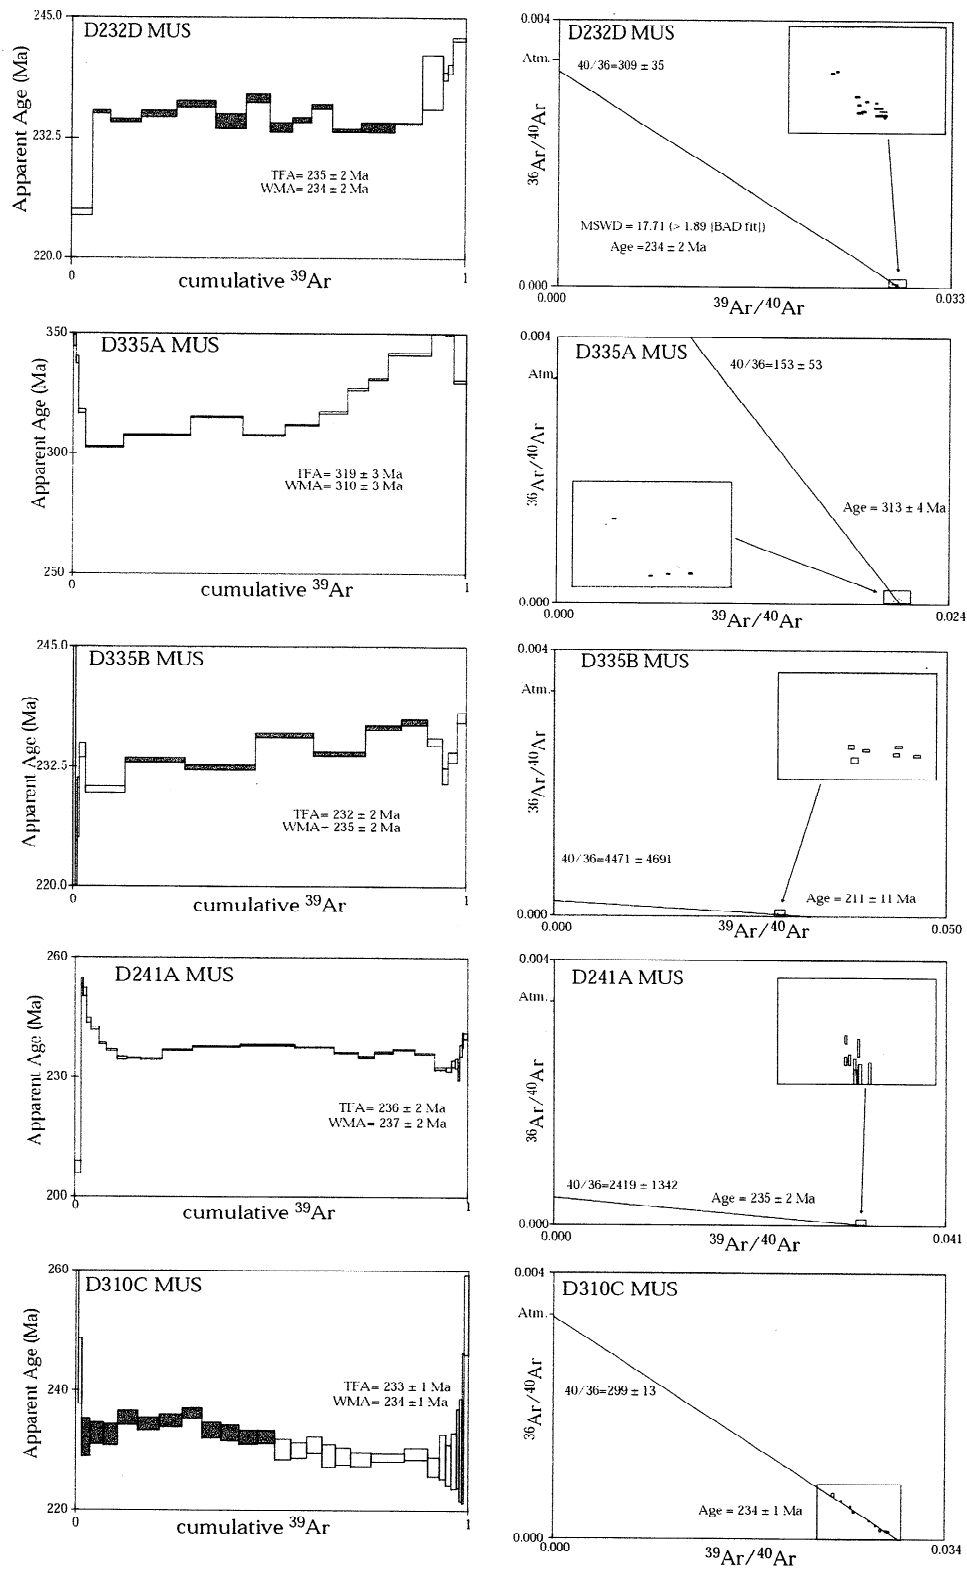 245.0
D232D MUS
Apparent Age (Ma)
232.5
TFA= 235 ± 2 Ma
WMA= 234 ± 2 Ma
220.0
0
1
cumulative ³⁹Ar
0.004
D232D MUS
Atm.
40/36=309 ± 35
³⁶Ar/⁴⁰Ar
MSWD = 17.71 (> 1.89 [BAD fit])
Age =234 ± 2 Ma
0.000
0.000
0.033
³⁹Ar/⁴⁰Ar
350
D335A MUS
Apparent Age (Ma)
300
TFA= 319 ± 3 Ma
WMA= 310 ± 3 Ma
250
0
1
cumulative ³⁹Ar
0.004
D335A MUS
Atm.
40/36=153 ± 53
³⁶Ar/⁴⁰Ar
Age = 313 ± 4 Ma
0.000
0.000
0.024
³⁹Ar/⁴⁰Ar
245.0
D335B MUS
Apparent Age (Ma)
232.5
TFA= 232 ± 2 Ma
WMA= 235 ± 2 Ma
220.0
0
1
cumulative ³⁹Ar
0.004
D335B MUS
Atm.
³⁶Ar/⁴⁰Ar
40/36=4471 ± 4691
Age = 211 ± 11 Ma
0.000
0.000
0.050
³⁹Ar/⁴⁰Ar
260
D241A MUS
Apparent Age (Ma)
230
TFA= 236 ± 2 Ma
WMA= 237 ± 2 Ma
200
0
1
cumulative ³⁹Ar
0.004
D241A MUS
Atm.
³⁶Ar/⁴⁰Ar
40/36=2419 ± 1342
Age = 235 ± 2 Ma
0.000
0.000
0.041
³⁹Ar/⁴⁰Ar
260
D310C MUS
Apparent Age (Ma)
240
TFA= 233 ± 1 Ma
WMA= 234 ±1 Ma
220
0
1
cumulative ³⁹Ar
0.004
D310C MUS
Atm.
³⁶Ar/⁴⁰Ar
40/36=299 ± 13
Age = 234 ± 1 Ma
0.000
0.000
0.034
³⁹Ar/⁴⁰Ar